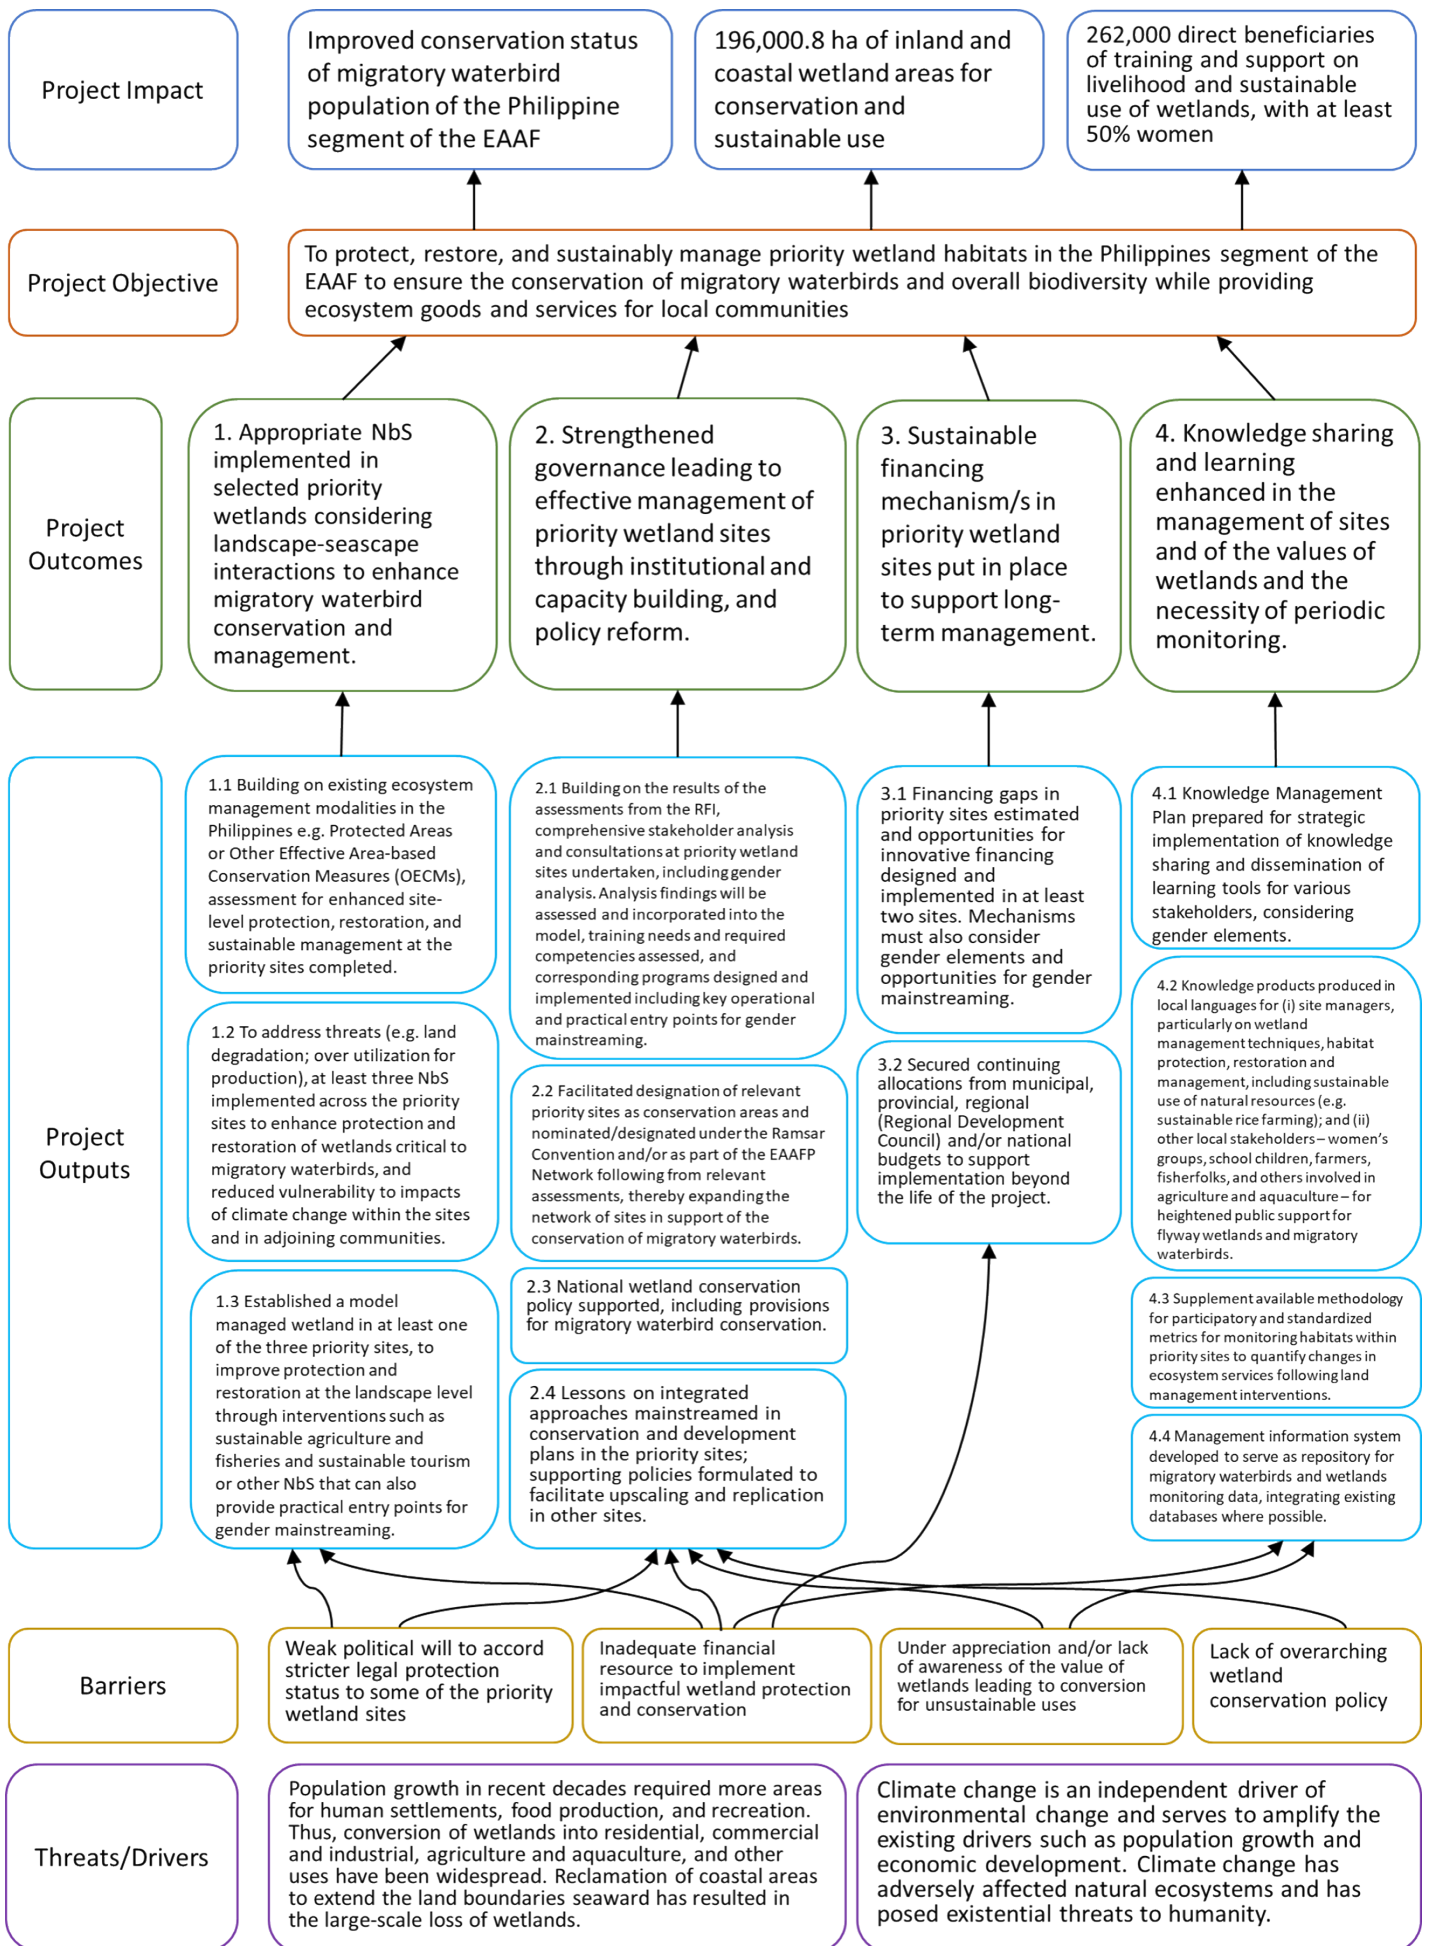 Project Impact
Improved conservation status
of migratory waterbird
population of the Philippine
segment of the EAAF
196,000.8 ha of inland and
coastal wetland areas for
conservation and
sustainable use
262,000 direct beneficiaries
of training and support on
livelihood and sustainable
use of wetlands, with at least
50% women
Project Objective
To protect, restore, and sustainably manage priority wetland habitats in the Philippines segment of the
EAAF to ensure the conservation of migratory waterbirds and overall biodiversity while providing
ecosystem goods and services for local communities
Project
Outcomes
1. Appropriate NbS
implemented in
selected priority
wetlands considering
landscape-seascape
interactions to enhance
migratory waterbird
conservation and
management.
2. Strengthened
governance leading to
effective management of
priority wetland sites
through institutional and
capacity building, and
policy reform.
3. Sustainable
financing
mechanism/s in
priority wetland
sites put in place
to support long-
term management.
4. Knowledge sharing
and learning
enhanced in the
management of sites
and of the values of
wetlands and the
necessity of periodic
monitoring.
Project
Outputs
1.1 Building on existing ecosystem
management modalities in the
Philippines e.g. Protected Areas
or Other Effective Area-based
Conservation Measures (OECMs),
assessment for enhanced site-
level protection, restoration, and
sustainable management at the
priority sites completed.
1.2 To address threats (e.g. land
degradation; over utilization for
production), at least three NbS
implemented across the priority
sites to enhance protection and
restoration of wetlands critical to
migratory waterbirds, and
reduced vulnerability to impacts
of climate change within the sites
and in adjoining communities.
1.3 Established a model
managed wetland in at least one
of the three priority sites, to
improve protection and
restoration at the landscape level
through interventions such as
sustainable agriculture and
fisheries and sustainable tourism
or other NbS that can also
provide practical entry points for
gender mainstreaming.
2.1 Building on the results of the
assessments from the RFI,
comprehensive stakeholder analysis
and consultations at priority wetland
sites undertaken, including gender
analysis. Analysis findings will be
assessed and incorporated into the
model, training needs and required
competencies assessed, and
corresponding programs designed and
implemented including key operational
and practical entry points for gender
mainstreaming.
2.2 Facilitated designation of relevant
priority sites as conservation areas and
nominated/designated under the Ramsar
Convention and/or as part of the EAAFP
Network following from relevant
assessments, thereby expanding the
network of sites in support of the
conservation of migratory waterbirds.
2.3 National wetland conservation
policy supported, including provisions
for migratory waterbird conservation.
2.4 Lessons on integrated
approaches mainstreamed in
conservation and development
plans in the priority sites;
supporting policies formulated to
facilitate upscaling and replication
in other sites.
3.1 Financing gaps in
priority sites estimated
and opportunities for
innovative financing
designed and
implemented in at least
two sites. Mechanisms
must also consider
gender elements and
opportunities for gender
mainstreaming.
3.2 Secured continuing
allocations from municipal,
provincial, regional
(Regional Development
Council) and/or national
budgets to support
implementation beyond
the life of the project.
4.1 Knowledge Management
Plan prepared for strategic
implementation of knowledge
sharing and dissemination of
learning tools for various
stakeholders, considering
gender elements.
4.2 Knowledge products produced in
local languages for (i) site managers,
particularly on wetland
management techniques, habitat
protection, restoration and
management, including sustainable
use of natural resources (e.g.
sustainable rice farming); and (ii)
other local stakeholders – women's
groups, school children, farmers,
fisherfolks, and others involved in
agriculture and aquaculture – for
heightened public support for
flyway wetlands and migratory
waterbirds.
4.3 Supplement available methodology
for participatory and standardized
metrics for monitoring habitats within
priority sites to quantify changes in
ecosystem services following land
management interventions.
4.4 Management information system
developed to serve as repository for
migratory waterbirds and wetlands
monitoring data, integrating existing
databases where possible.
Barriers
Weak political will to accord
stricter legal protection
status to some of the priority
wetland sites
Inadequate financial
resource to implement
impactful wetland protection
and conservation
Under appreciation and/or lack
of awareness of the value of
wetlands leading to conversion
for unsustainable uses
Lack of overarching
wetland
conservation policy
Threats/Drivers
Population growth in recent decades required more areas
for human settlements, food production, and recreation.
Thus, conversion of wetlands into residential, commercial
and industrial, agriculture and aquaculture, and other
uses have been widespread. Reclamation of coastal areas
to extend the land boundaries seaward has resulted in
the large-scale loss of wetlands.
Climate change is an independent driver of
environmental change and serves to amplify the
existing drivers such as population growth and
economic development. Climate change has
adversely affected natural ecosystems and has
posed existential threats to humanity.